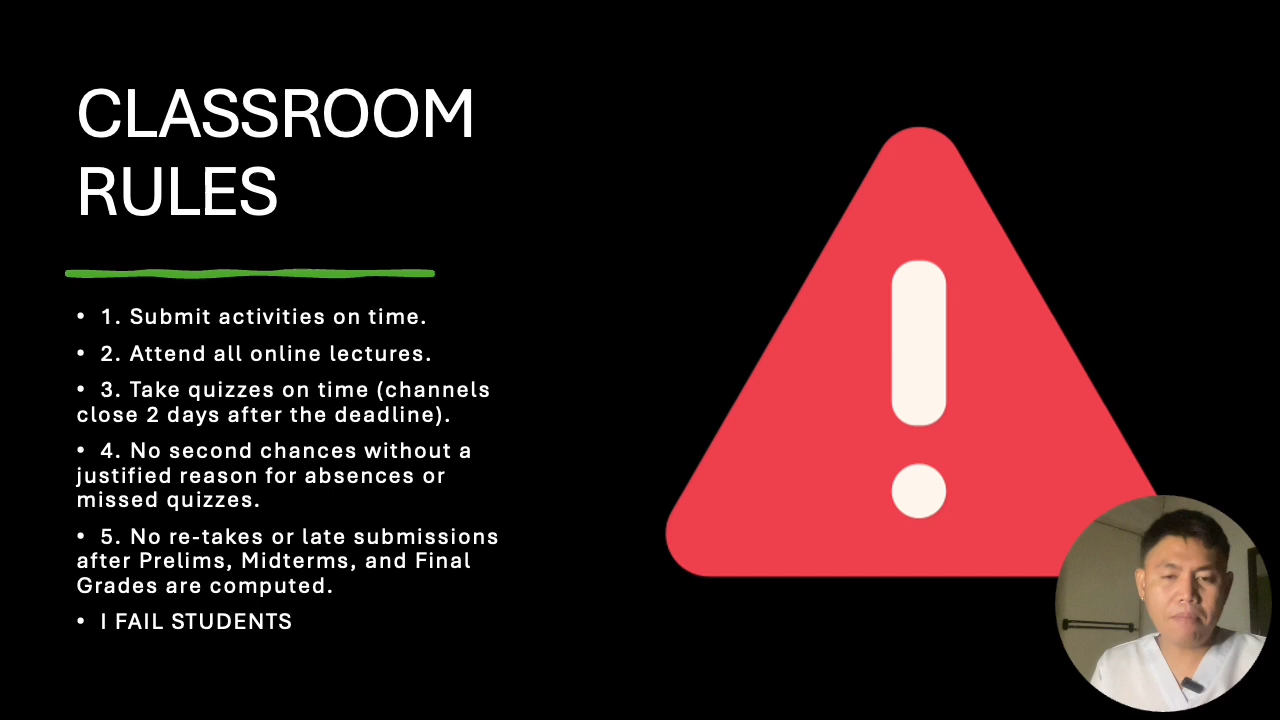 CLASSROOM
RULES
• 1. Submit activities on time.
• 2. Attend all online lectures.
• 3. Take quizzes on time (channels
close 2 days after the deadline).
• 4. No second chances without a
justified reason for absences or
missed quizzes.
• 5. No re-takes or late submissions
after Prelims, Midterms, and Final
Grades are computed.
• I FAIL STUDENTS